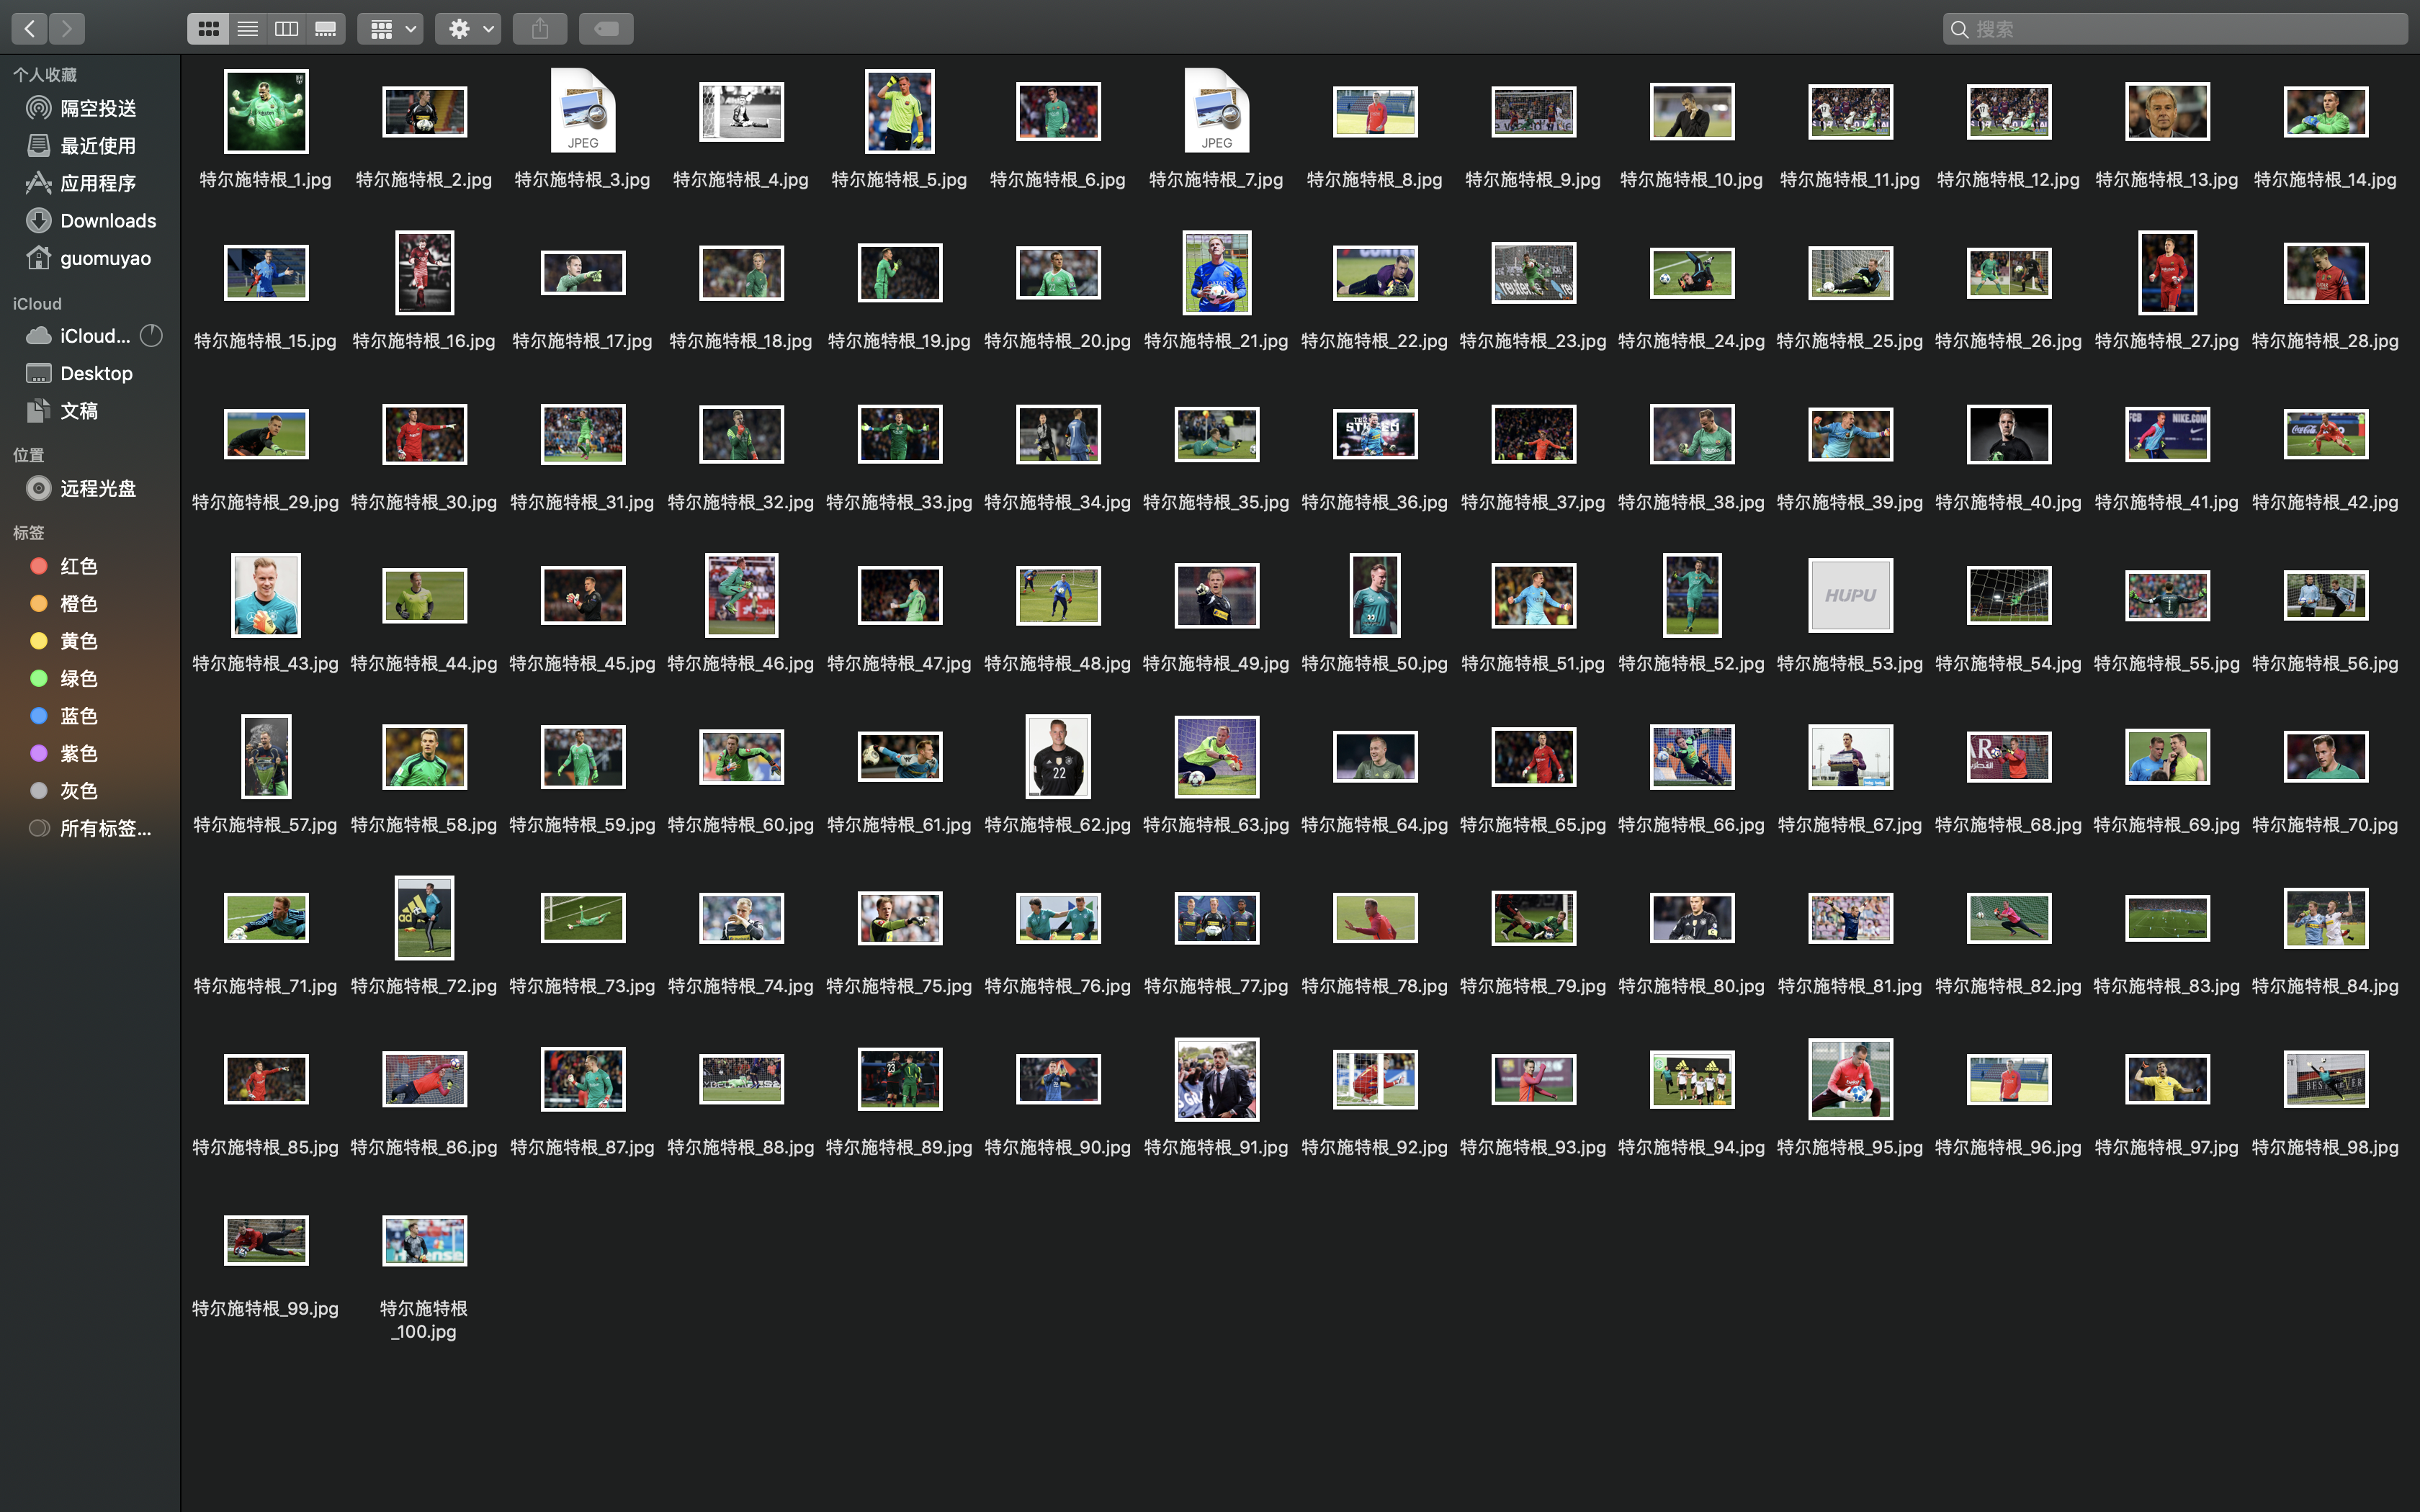 搜索
个人收藏
隔空投送
最近使用
应用程序
Downloads
guomuyao
iCloud
iCloud...
Desktop
文稿
位置
远程光盘
标签
红色
橙色
黄色
绿色
蓝色
紫色
灰色
所有标签...
JPEG JPEG
特尔施特根_1.jpg 特尔施特根_2.jpg 特尔施特根_3.jpg 特尔施特根_4.jpg 特尔施特根_5.jpg 特尔施特根_6.jpg 特尔施特根_7.jpg 特尔施特根_8.jpg 特尔施特根_9.jpg 特尔施特根_10.jpg 特尔施特根_11.jpg 特尔施特根_12.jpg 特尔施特根_13.jpg 特尔施特根_14.jpg
特尔施特根_15.jpg 特尔施特根_16.jpg 特尔施特根_17.jpg 特尔施特根_18.jpg 特尔施特根_19.jpg 特尔施特根_20.jpg 特尔施特根_21.jpg 特尔施特根_22.jpg 特尔施特根_23.jpg 特尔施特根_24.jpg 特尔施特根_25.jpg 特尔施特根_26.jpg 特尔施特根_27.jpg 特尔施特根_28.jpg
FCB NIKE.COM
特尔施特根_29.jpg 特尔施特根_30.jpg 特尔施特根_31.jpg 特尔施特根_32.jpg 特尔施特根_33.jpg 特尔施特根_34.jpg 特尔施特根_35.jpg 特尔施特根_36.jpg 特尔施特根_37.jpg 特尔施特根_38.jpg 特尔施特根_39.jpg 特尔施特根_40.jpg 特尔施特根_41.jpg 特尔施特根_42.jpg
HUPU
特尔施特根_43.jpg 特尔施特根_44.jpg 特尔施特根_45.jpg 特尔施特根_46.jpg 特尔施特根_47.jpg 特尔施特根_48.jpg 特尔施特根_49.jpg 特尔施特根_50.jpg 特尔施特根_51.jpg 特尔施特根_52.jpg 特尔施特根_53.jpg 特尔施特根_54.jpg 特尔施特根_55.jpg 特尔施特根_56.jpg
22
特尔施特根_57.jpg 特尔施特根_58.jpg 特尔施特根_59.jpg 特尔施特根_60.jpg 特尔施特根_61.jpg 特尔施特根_62.jpg 特尔施特根_63.jpg 特尔施特根_64.jpg 特尔施特根_65.jpg 特尔施特根_66.jpg 特尔施特根_67.jpg 特尔施特根_68.jpg 特尔施特根_69.jpg 特尔施特根_70.jpg
特尔施特根_71.jpg 特尔施特根_72.jpg 特尔施特根_73.jpg 特尔施特根_74.jpg 特尔施特根_75.jpg 特尔施特根_76.jpg 特尔施特根_77.jpg 特尔施特根_78.jpg 特尔施特根_79.jpg 特尔施特根_80.jpg 特尔施特根_81.jpg 特尔施特根_82.jpg 特尔施特根_83.jpg 特尔施特根_84.jpg
特尔施特根_85.jpg 特尔施特根_86.jpg 特尔施特根_87.jpg 特尔施特根_88.jpg 特尔施特根_89.jpg 特尔施特根_90.jpg 特尔施特根_91.jpg 特尔施特根_92.jpg 特尔施特根_93.jpg 特尔施特根_94.jpg 特尔施特根_95.jpg 特尔施特根_96.jpg 特尔施特根_97.jpg 特尔施特根_98.jpg
特尔施特根_99.jpg 特尔施特根
_100.jpg